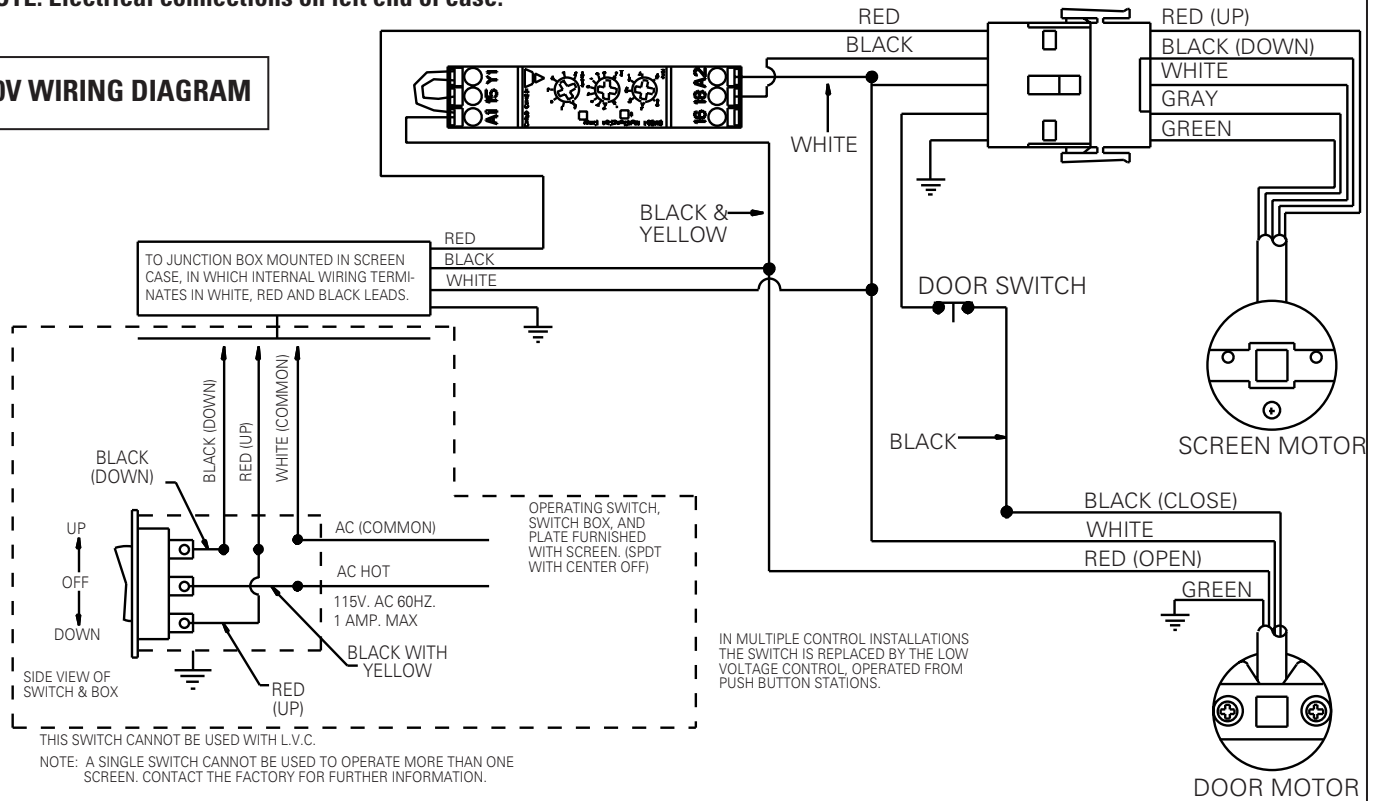 NOTE: Electrical connections on left end of case.
0V WIRING DIAGRAM
RED
BLACK
RED (UP)
BLACK (DOWN)
WHITE
GRAY
GREEN
A1 15 Y1
16 18 A2
WHITE
BLACK &
YELLOW
TO JUNCTION BOX MOUNTED IN SCREEN
CASE, IN WHICH INTERNAL WIRING TERMI-
NATES IN WHITE, RED AND BLACK LEADS.
RED
BLACK
WHITE
DOOR SWITCH
SCREEN MOTOR
BLACK
BLACK (DOWN)
RED (UP)
WHITE (COMMON)
BLACK
(DOWN)
UP
OFF
DOWN
AC (COMMON)
AC HOT
115V. AC 60HZ.
1 AMP. MAX
BLACK WITH
YELLOW
RED
(UP)
SIDE VIEW OF
SWITCH & BOX
OPERATING SWITCH,
SWITCH BOX, AND
PLATE FURNISHED
WITH SCREEN. (SPDT
WITH CENTER OFF)
BLACK (CLOSE)
WHITE
RED (OPEN)
GREEN
IN MULTIPLE CONTROL INSTALLATIONS
THE SWITCH IS REPLACED BY THE LOW
VOLTAGE CONTROL, OPERATED FROM
PUSH BUTTON STATIONS.
DOOR MOTOR
THIS SWITCH CANNOT BE USED WITH L.V.C.
NOTE: A SINGLE SWITCH CANNOT BE USED TO OPERATE MORE THAN ONE
SCREEN. CONTACT THE FACTORY FOR FURTHER INFORMATION.